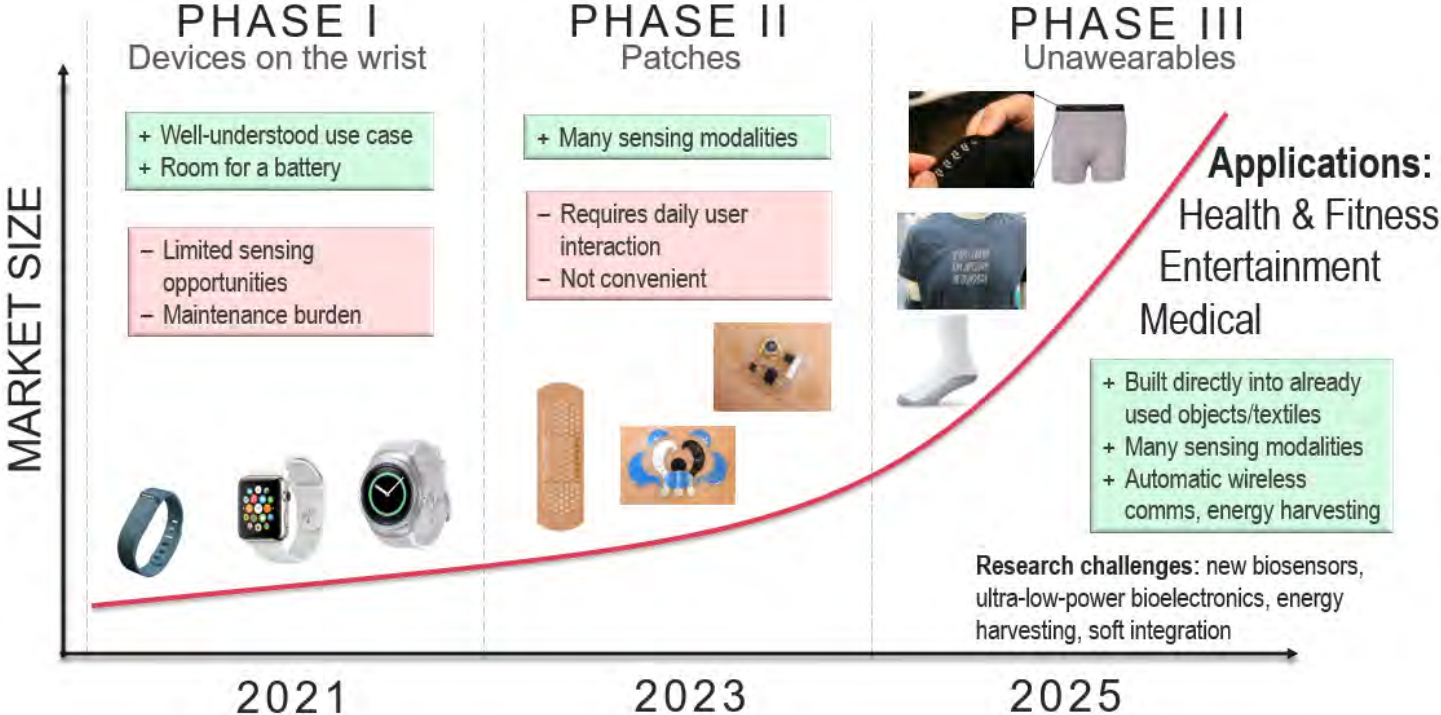 PHASE I
Devices on the wrist
+ Well-understood use case
+ Room for a battery
– Limited sensing
opportunities
– Maintenance burden
PHASE II
Patches
+ Many sensing modalities
– Requires daily user
interaction
– Not convenient
PHASE III
Unawearables
Applications:
Health & Fitness
Entertainment
Medical
+ Built directly into already
used objects/textiles
+ Many sensing modalities
+ Automatic wireless
comms, energy harvesting
Research challenges: new biosensors,
ultra-low-power bioelectronics, energy
harvesting, soft integration
MARKET SIZE
2021
2023
2025